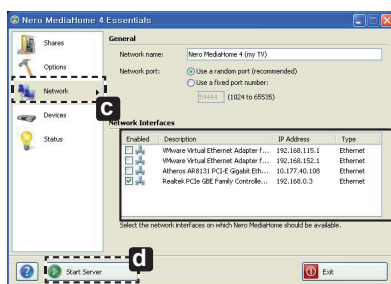 Nero MediaHome 4 Essentials
Shares
Options
Network
Devices
Status
c
General
Network name: Nero MediaHome 4 (my TV)
Network port: Use a random port (recommended)
Use a fixed port number:
54444 (1024 to 65535)
Network Interfaces
Enabled Description IP Address Type
VMware Virtual Ethernet Adapter f... 192.168.115.1 Ethernet
VMware Virtual Ethernet Adapter f... 192.168.152.1 Ethernet
Atheros AR8131 PCI-E Gigabit Eth... 10.177.40.108 Ethernet
Realtek PCIe GBE Family Controlle... 192.168.0.3 Ethernet
Select the network interfaces on which Nero MediaHome should be available.
d
Start Server
Exit